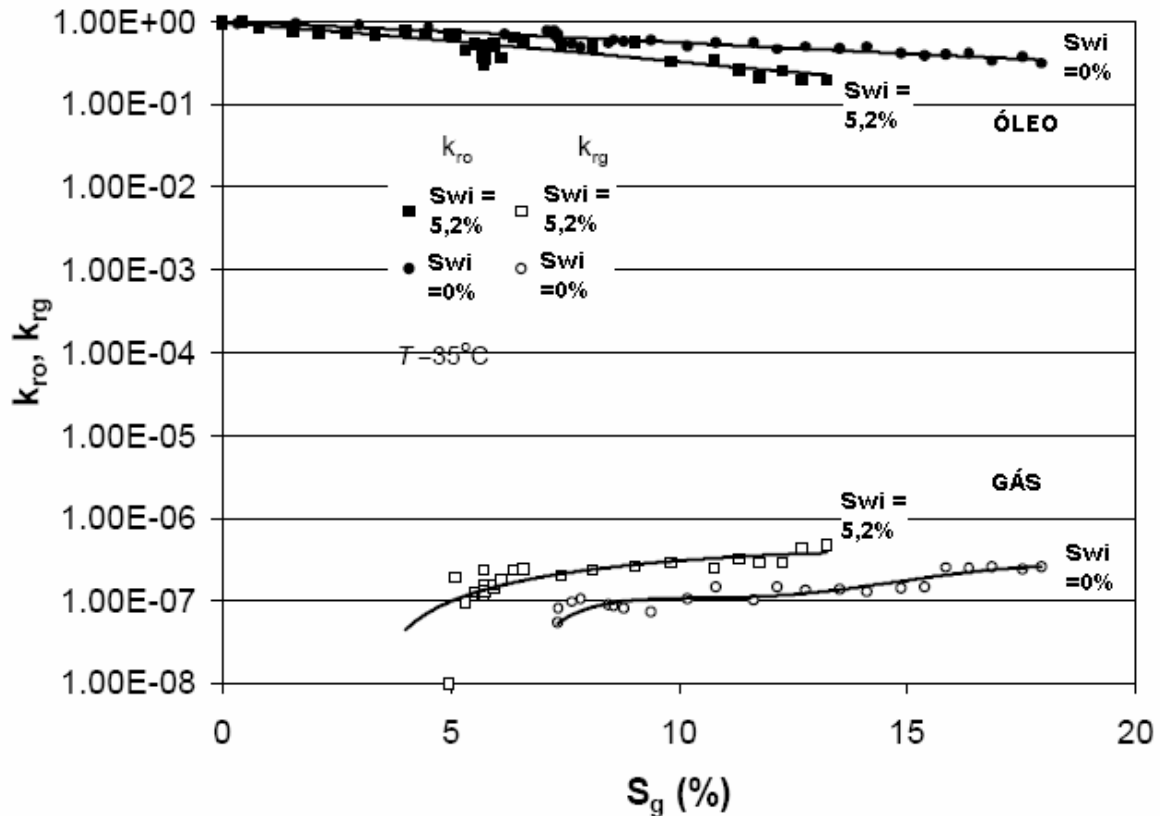 1.00E+00
1.00E-01
1.00E-02
1.00E-03
1.00E-04
1.00E-05
1.00E-06
1.00E-07
1.00E-08
kro, krg
Swi
=0%
Swi =
5,2%
ÓLEO
kro krg
Swi = Swi =
5,2% 5,2%
Swi Swi
=0% =0%
T=35°C
GÁS
Swi =
5,2%
Swi
=0%
0 5 10 15 20
Sg (%)